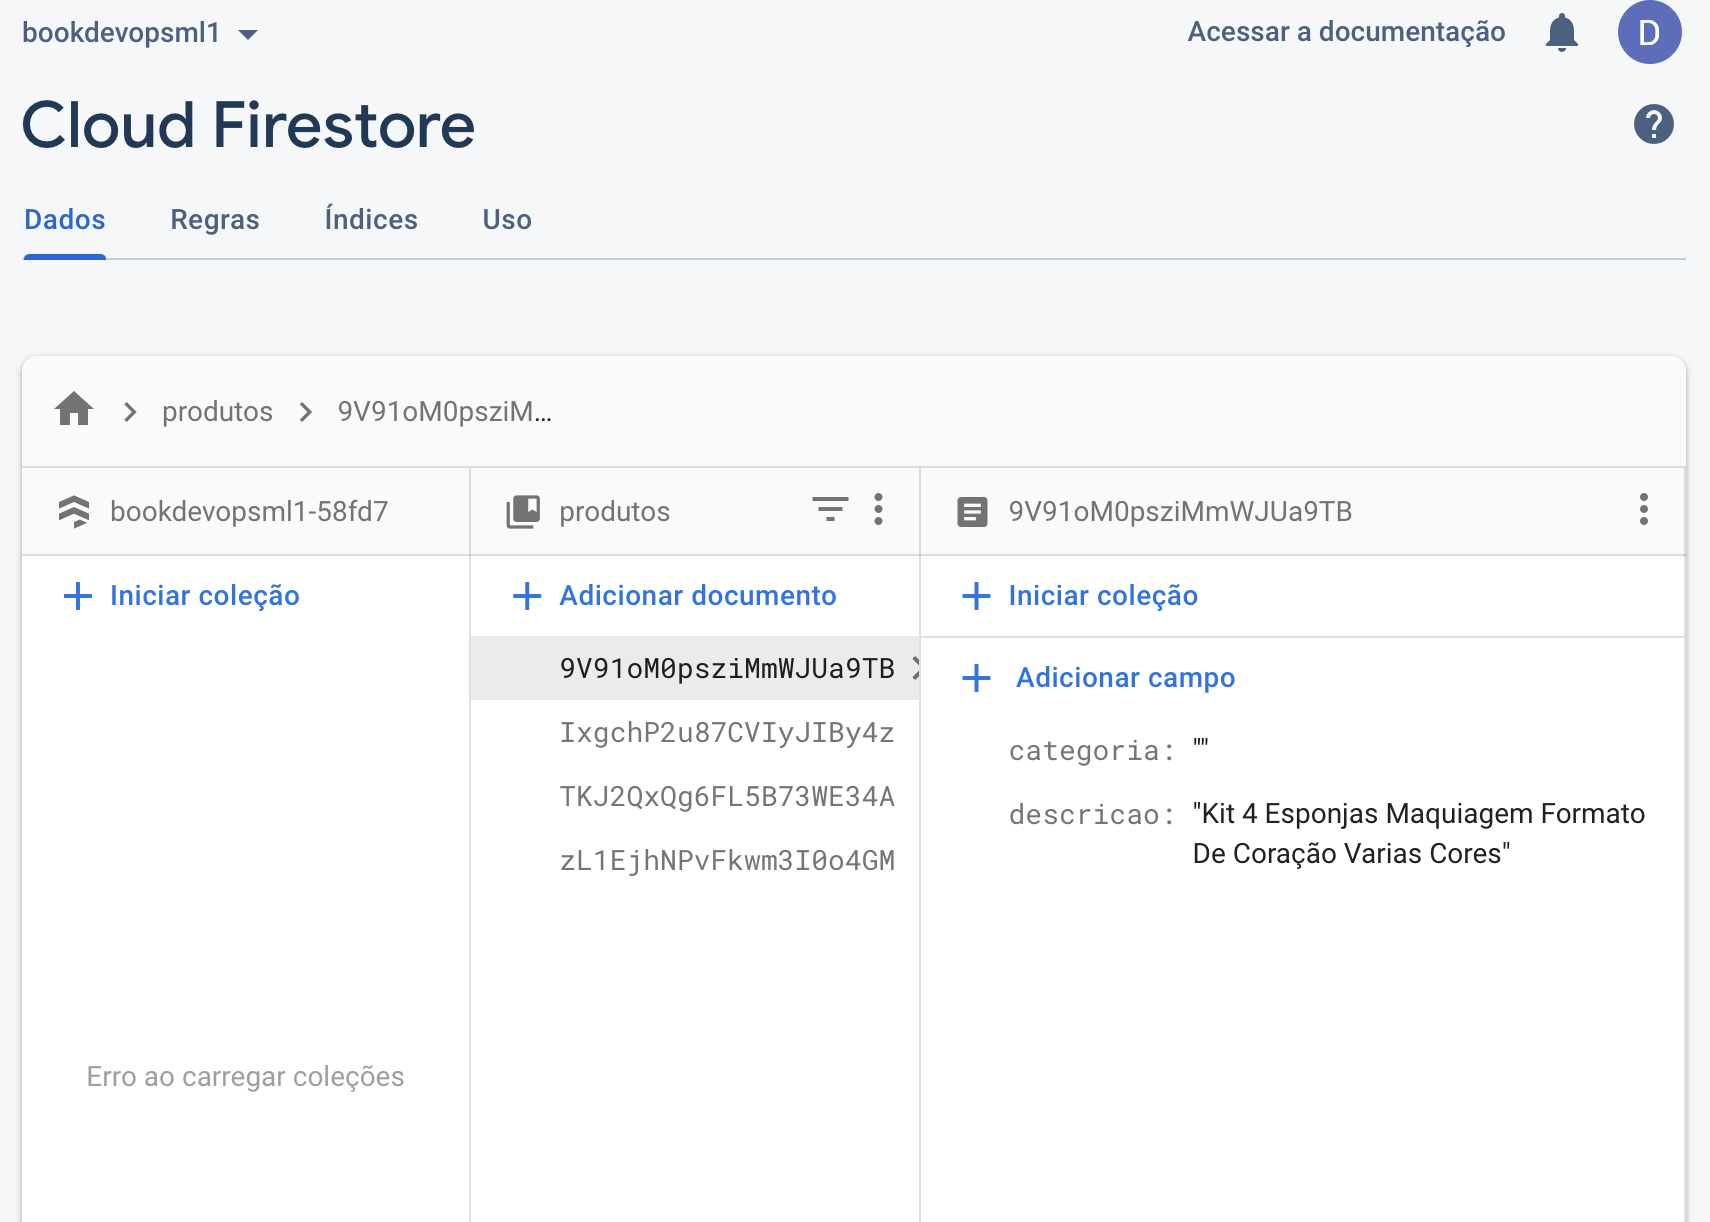 bookdevopsml1
Acessar a documentação
D
Cloud Firestore
?
Dados
Regras
Índices
Uso
produtos
9V91oM0psziM...
bookdevopsml1-58fd7
produtos
9V91oM0psziMmWJUa9TB
Iniciar coleção
Adicionar documento
Iniciar coleção
9V91oM0psziMmWJUa9TB
IxgchP2u87CVIyJIBy4z
TKJ2QxQg6FL5B73WE34A
zL1EjhNPvFkwm3I0o4GM
Adicionar campo
categoria: ""
descricao: "Kit 4 Esponjas Maquiagem Formato
De Coração Varias Cores"
Erro ao carregar coleções